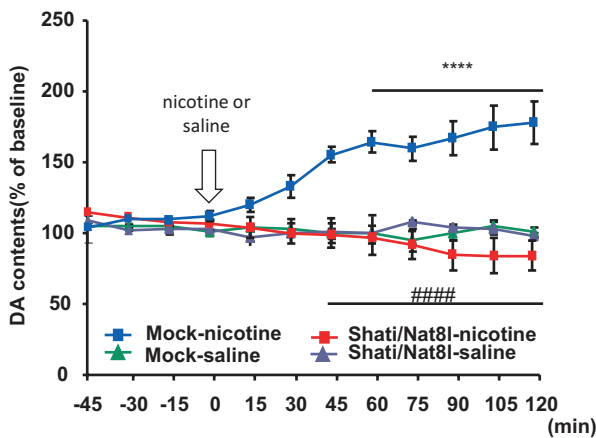 DA contents(% of baseline)
250
200
150
100
50
0
nicotine or
saline
****
####
Mock-nicotine
Mock-saline
Shati/Nat8l-nicotine
Shati/Nat8l-saline
-45 -30 -15 0 15 30 45 60 75 90 105 120
(min)